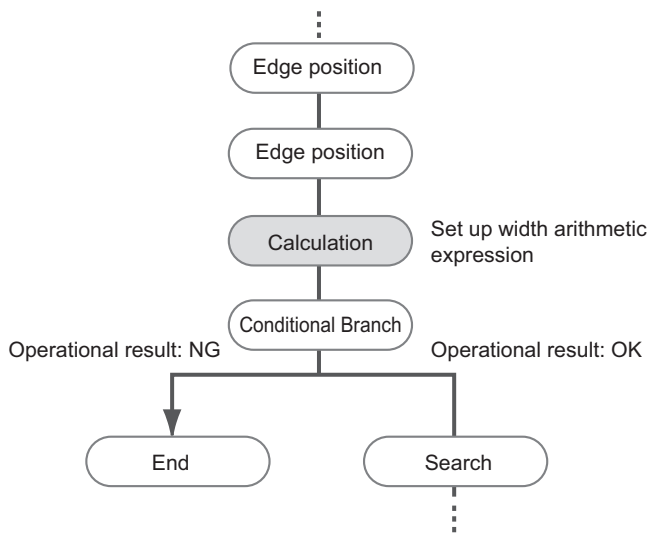 Edge position
Edge position
Calculation
Set up width arithmetic
expression
Conditional Branch
Operational result: NG
Operational result: OK
End
Search